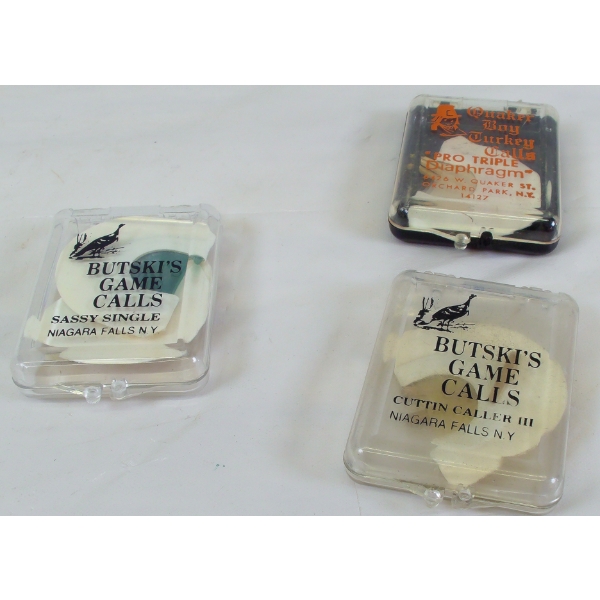 Quaker
Boy
Turkey
Calls
"PRO TRIPLE
Diaphragm"
W. QUAKER ST.
ORCHARD PARK, N.Y.
14127
BUTSKI'S
GAME
CALLS
SASSY SINGLE
NIAGARA FALLS N.Y
BUTSKI'S
GAME
CALLS
CUTTIN CALLER III
NIAGARA FALLS N.Y